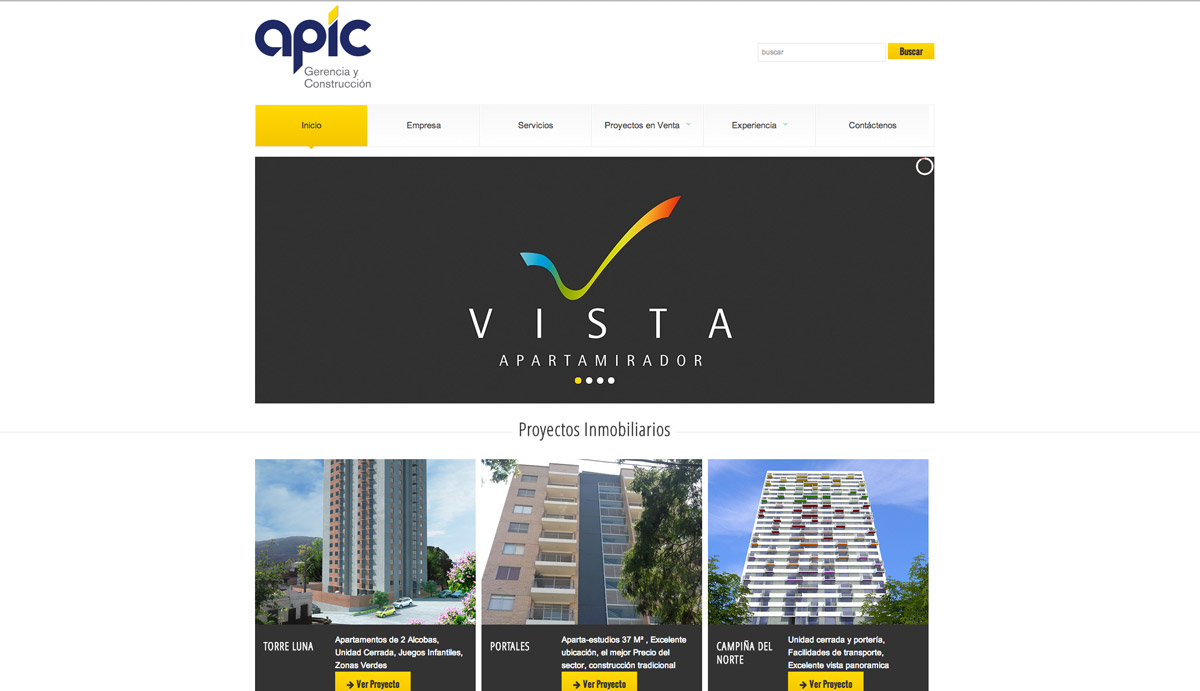 apic
Gerencia y
Construcción
buscar
Buscar
Inicio
Empresa
Servicios
Proyectos en Venta
Experiencia
Contáctenos
VISTA
APARTAMIRADOR
Proyectos Inmobiliarios
TORRE LUNA
Apartamentos de 2 Alcobas,
Unidad Cerrada, Juegos Infantiles,
Zonas Verdes
Ver Proyecto
PORTALES
Aparta-estudios 37 M² , Excelente
ubicación, el mejor Precio del
sector, construcción tradicional
Ver Proyecto
CAMPIÑA DEL
NORTE
Unidad cerrada y portería,
Facilidades de transporte,
Excelente vista panoramica
Ver Proyecto